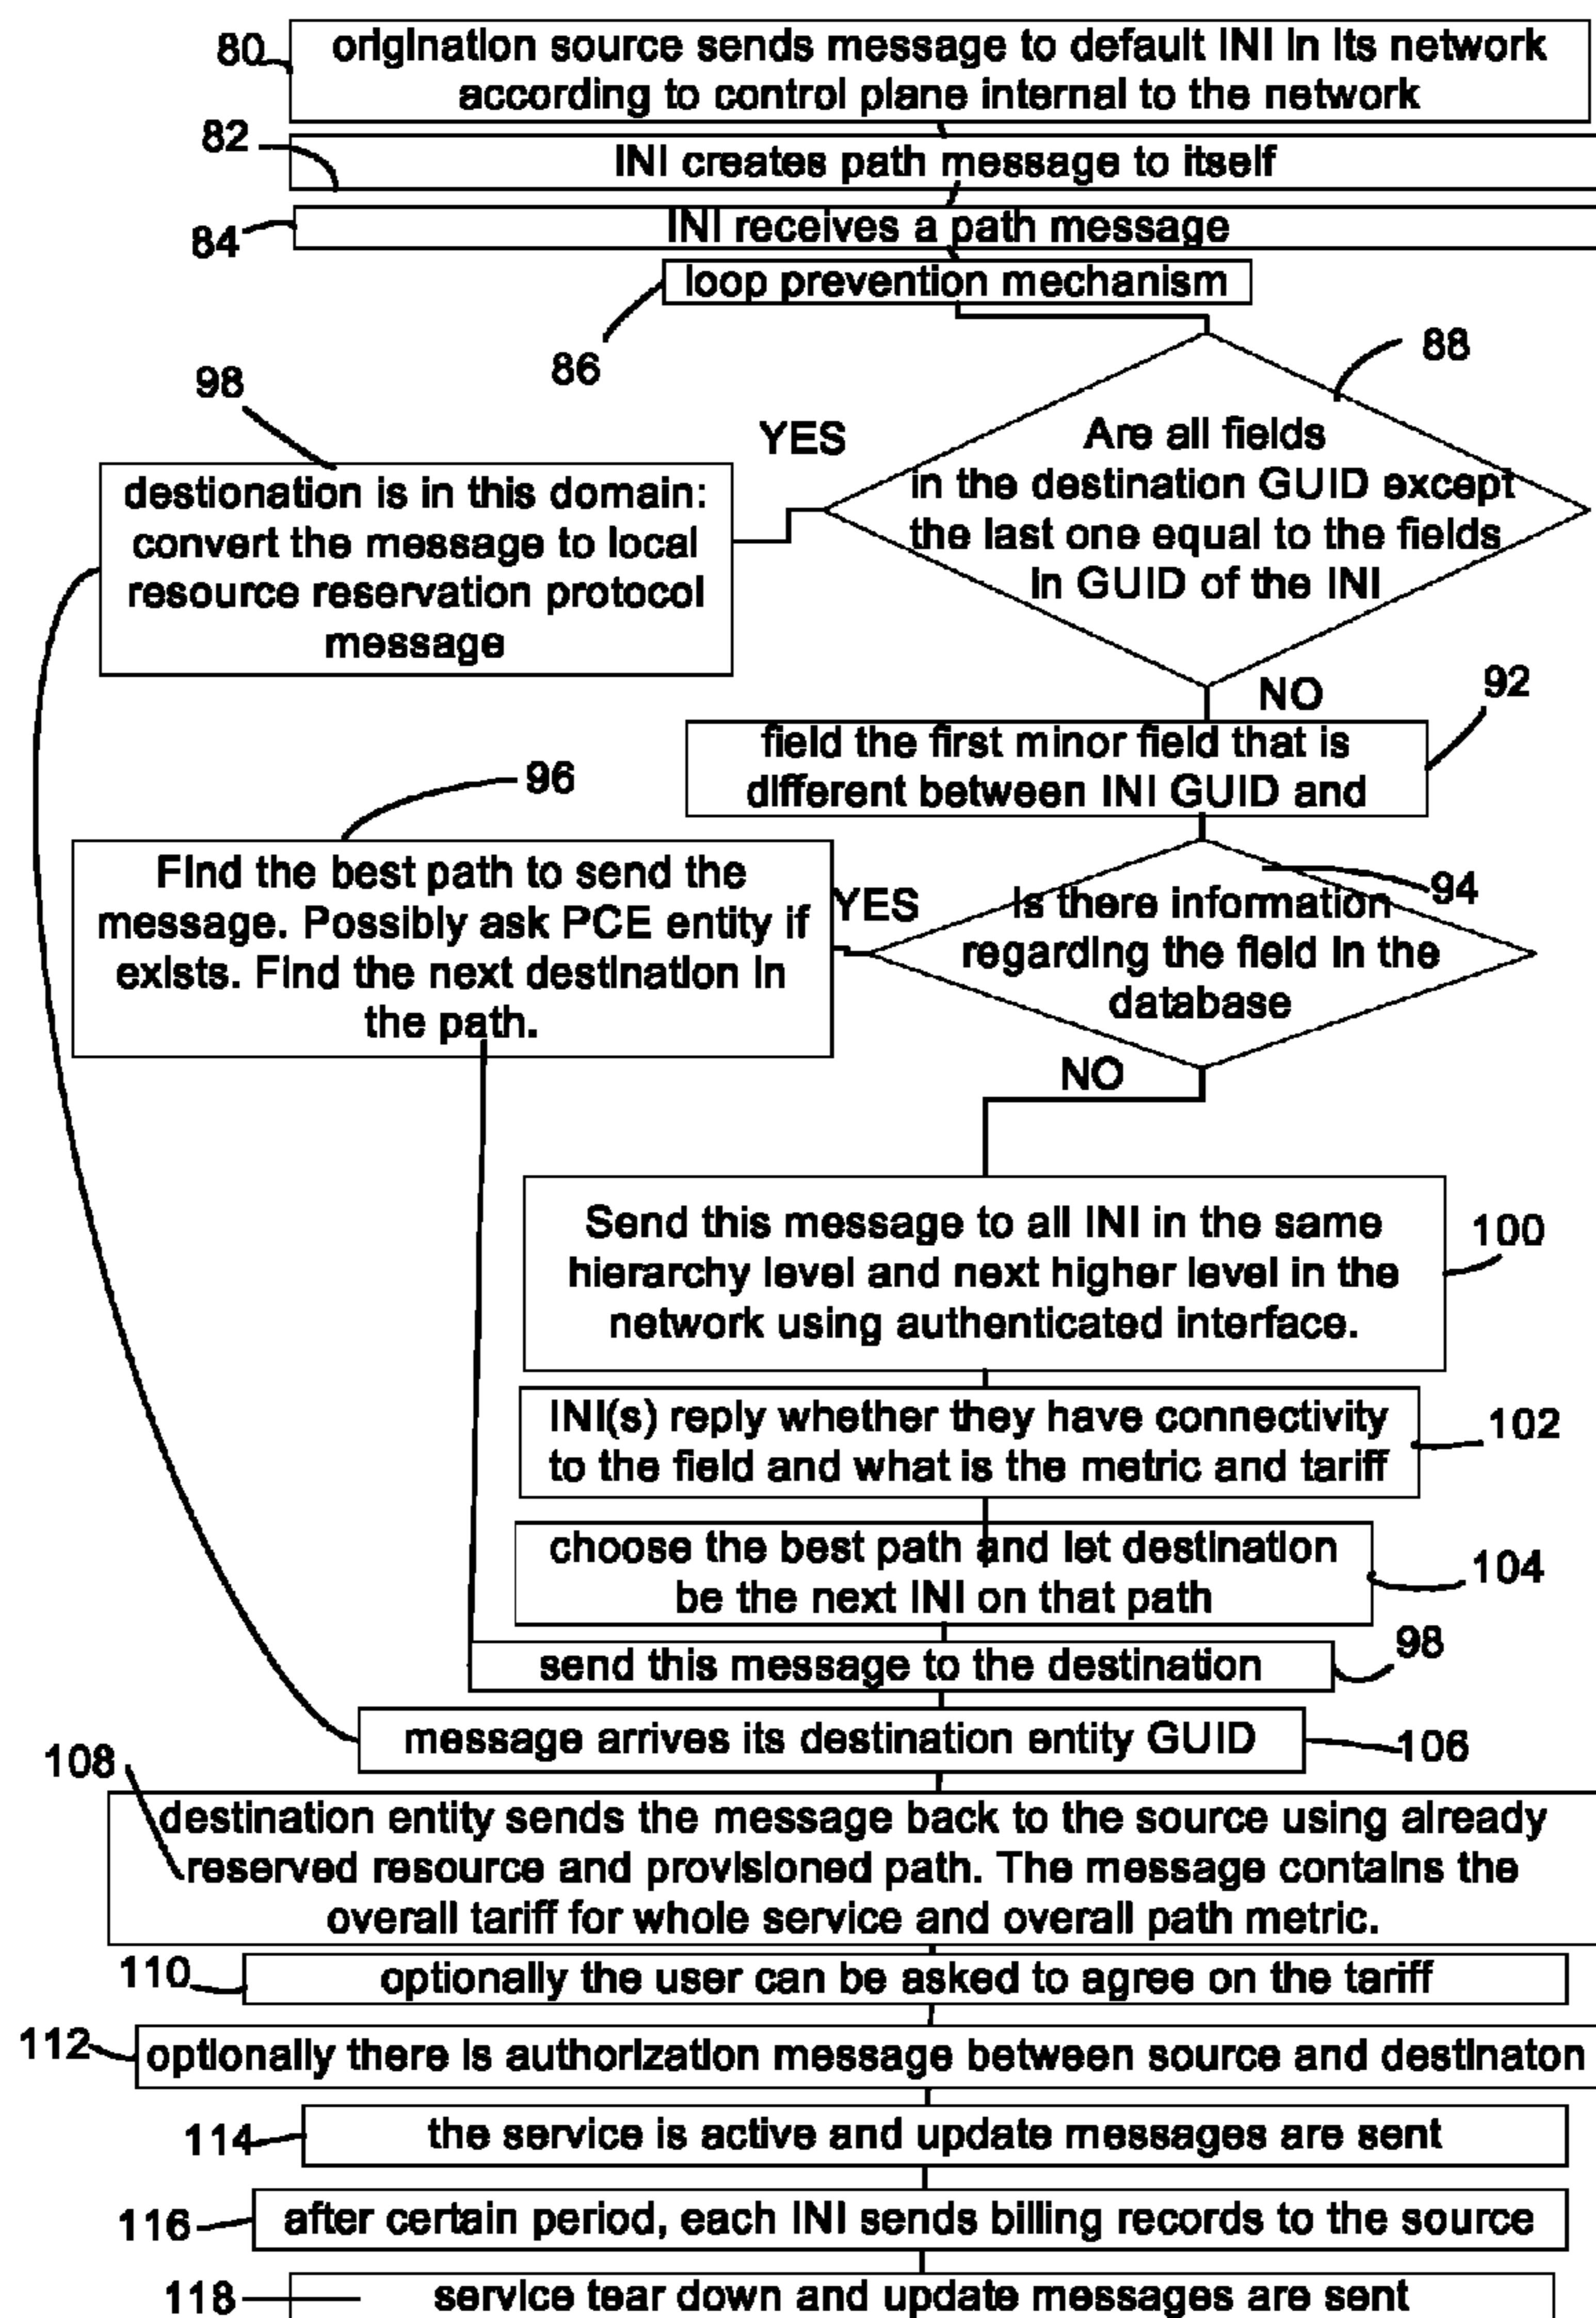 80
origination source sends message to default INI in its network
according to control plane internal to the network
82
INI creates path message to itself
84
INI receives a path message
loop prevention mechanism
86
88
98
YES
Are all fields
in the destination GUID except
the last one equal to the fields
in GUID of the INI
destionation is in this domain:
convert the message to local
resource reservation protocol
message
NO
92
field the first minor field that is
different between INI GUID and
96
Find the best path to send the
message. Possibly ask PCE entity if
exists. Find the next destination in
the path.
YES
94
Is there information
regarding the field in the
database
NO
Send this message to all INI in the same
hierarchy level and next higher level in the
network using authenticated interface.
100
INI(s) reply whether they have connectivity
to the field and what is the metric and tariff
102
choose the best path and let destination
be the next INI on that path
104
send this message to the destination
98
message arrives its destination entity GUID
106
108
destination entity sends the message back to the source using already
reserved resource and provisioned path. The message contains the
overall tariff for whole service and overall path metric.
110
optionally the user can be asked to agree on the tariff
112
optionally there is authorization message between source and destinaton
114
the service is active and update messages are sent
116
after certain period, each INI sends billing records to the source
118
service tear down and update messages are sent